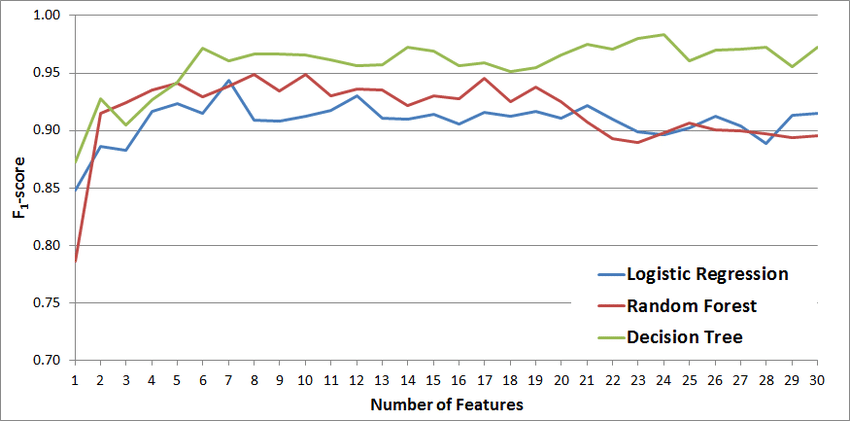 1.00
0.95
0.90
0.85
0.80
0.75
0.70
F1-score
1 2 3 4 5 6 7 8 9 10 11 12 13 14 15 16 17 18 19 20 21 22 23 24 25 26 27 28 29 30
Number of Features
Logistic Regression
Random Forest
Decision Tree